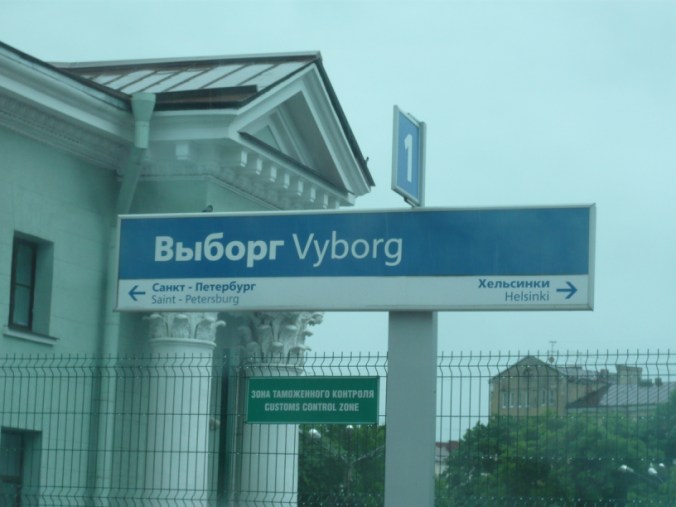 1
Выборг Vyborg
← Санкт - Петербург
Saint - Petersburg
Хельсинки →
Helsinki
ЗОНА ТАМОЖЕННОГО КОНТРОЛЯ
CUSTOMS CONTROL ZONE